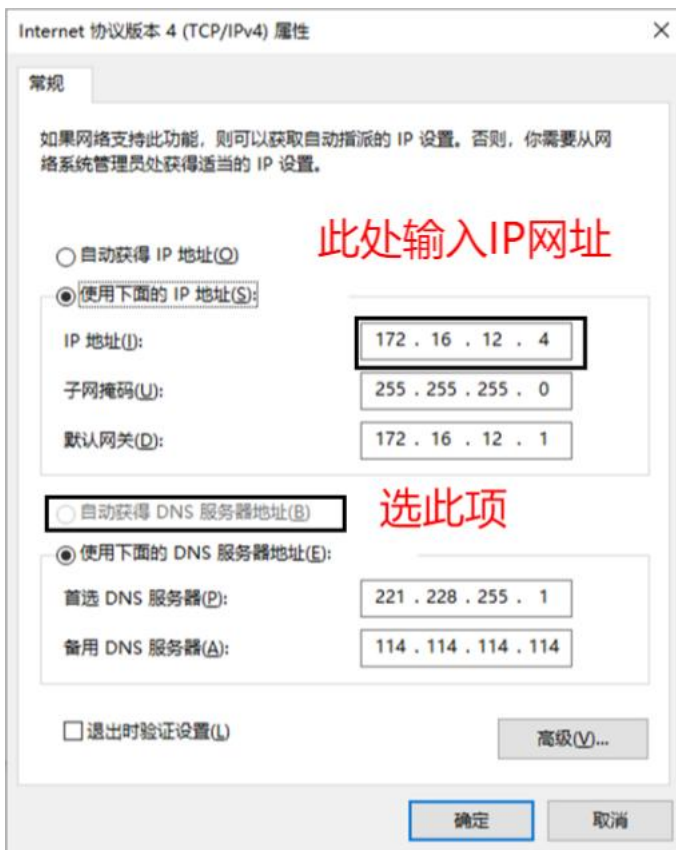 Internet 协议版本 4 (TCP/IPv4) 属性
常规
如果网络支持此功能，则可以获取自动指派的 IP 设置。否则，你需要从网
络系统管理员处获得适当的 IP 设置。
此处输入IP网址
自动获得 IP 地址(O)
使用下面的 IP 地址(S):
IP 地址(I): 172 . 16 . 12 . 4
子网掩码(U): 255 . 255 . 255 . 0
默认网关(D): 172 . 16 . 12 . 1
自动获得 DNS 服务器地址(B) 选此项
使用下面的 DNS 服务器地址(E):
首选 DNS 服务器(P): 221 . 228 . 255 . 1
备用 DNS 服务器(A): 114 . 114 . 114 . 114
退出时验证设置(L)
高级(V)...
确定 取消